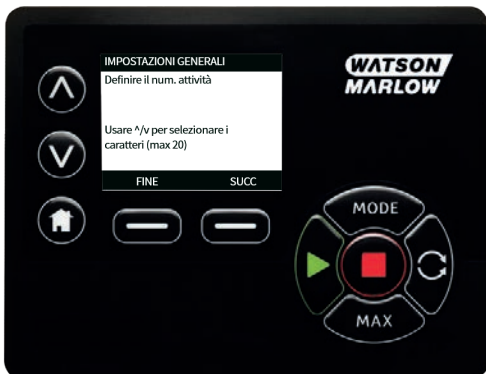 IMPOSTAZIONI GENERALI
Definire il num. attività
Usare ^/v per selezionare i
caratteri (max 20)
FINE SUCC
WATSON
MARLOW
MODE
MAX